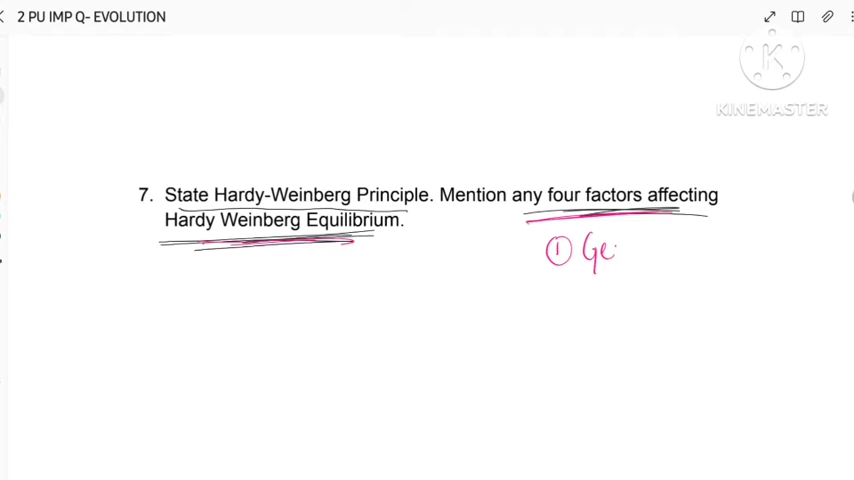 2 PU IMP Q- EVOLUTION
KINEMASTER
7. State Hardy-Weinberg Principle. Mention any four factors affecting
Hardy Weinberg Equilibrium.
① Ge